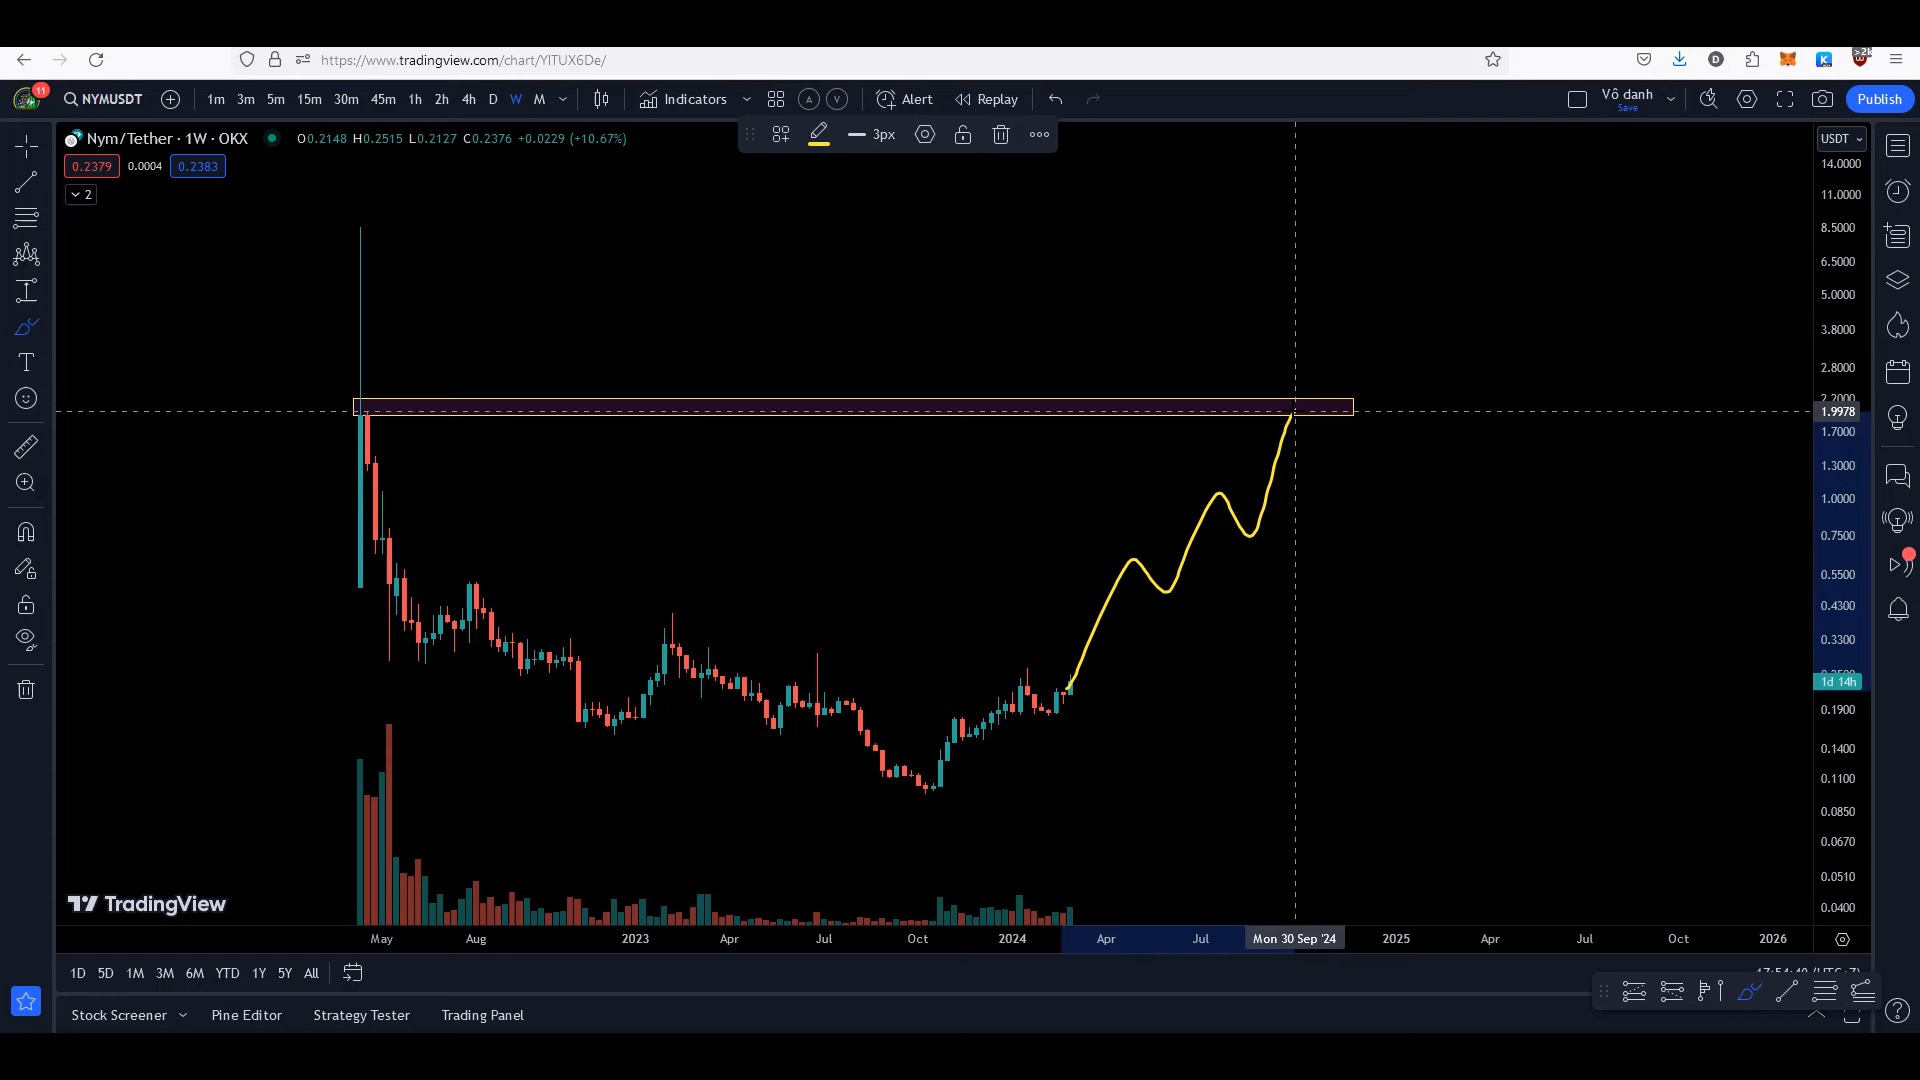 https://www.tradingview.com/chart/YITUX6De/
>2k
11
NYMUSDT 1m 3m 5m 15m 30m 45m 1h 2h 4h D W M Indicators A V Alert Replay Vô danh Save Publish
Nym/Tether · 1W · OKX O0.2148 H0.2515 L0.2127 C0.2376 +0.0229 (+10.67%)
3px
USDT
0.2379 0.0004 0.2383
2
14.0000
11.0000
8.5000
6.5000
5.0000
3.8000
2.8000
2.2000
1.9978
1.7000
1.3000
1.0000
0.7500
0.5500
0.4300
0.3300
1d 14h
0.1900
0.1400
0.1100
0.0850
0.0670
0.0510
0.0400
TradingView
May Aug 2023 Apr Jul Oct 2024 Apr Jul Mon 30 Sep '24 2025 Apr Jul Oct 2026
1D 5D 1M 3M 6M YTD 1Y 5Y All
Stock Screener Pine Editor Strategy Tester Trading Panel